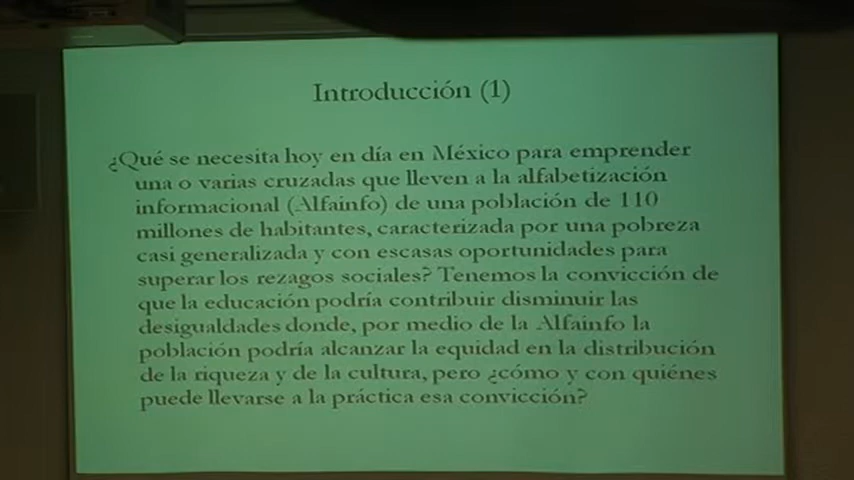 Introducción (1)
¿Qué se necesita hoy en día en México para emprender
una o varias cruzadas que lleven a la alfabetización
informacional (Alfainfo) de una población de 110
millones de habitantes, caracterizada por una pobreza
casi generalizada y con escasas oportunidades para
superar los rezagos sociales? Tenemos la convicción de
que la educación podría contribuir disminuir las
desigualdades donde, por medio de la Alfainfo la
población podría alcanzar la equidad en la distribución
de la riqueza y de la cultura, pero ¿cómo y con quiénes
puede llevarse a la práctica esa convicción?